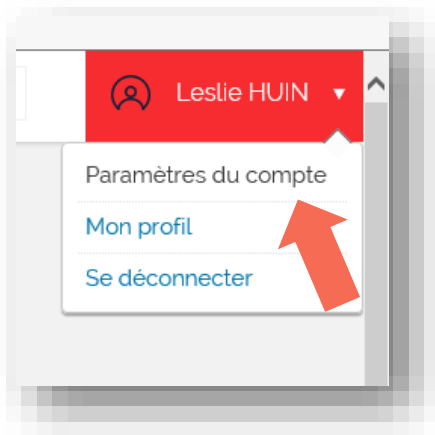 Leslie HUIN
Paramètres du compte
Mon profil
Se déconnecter